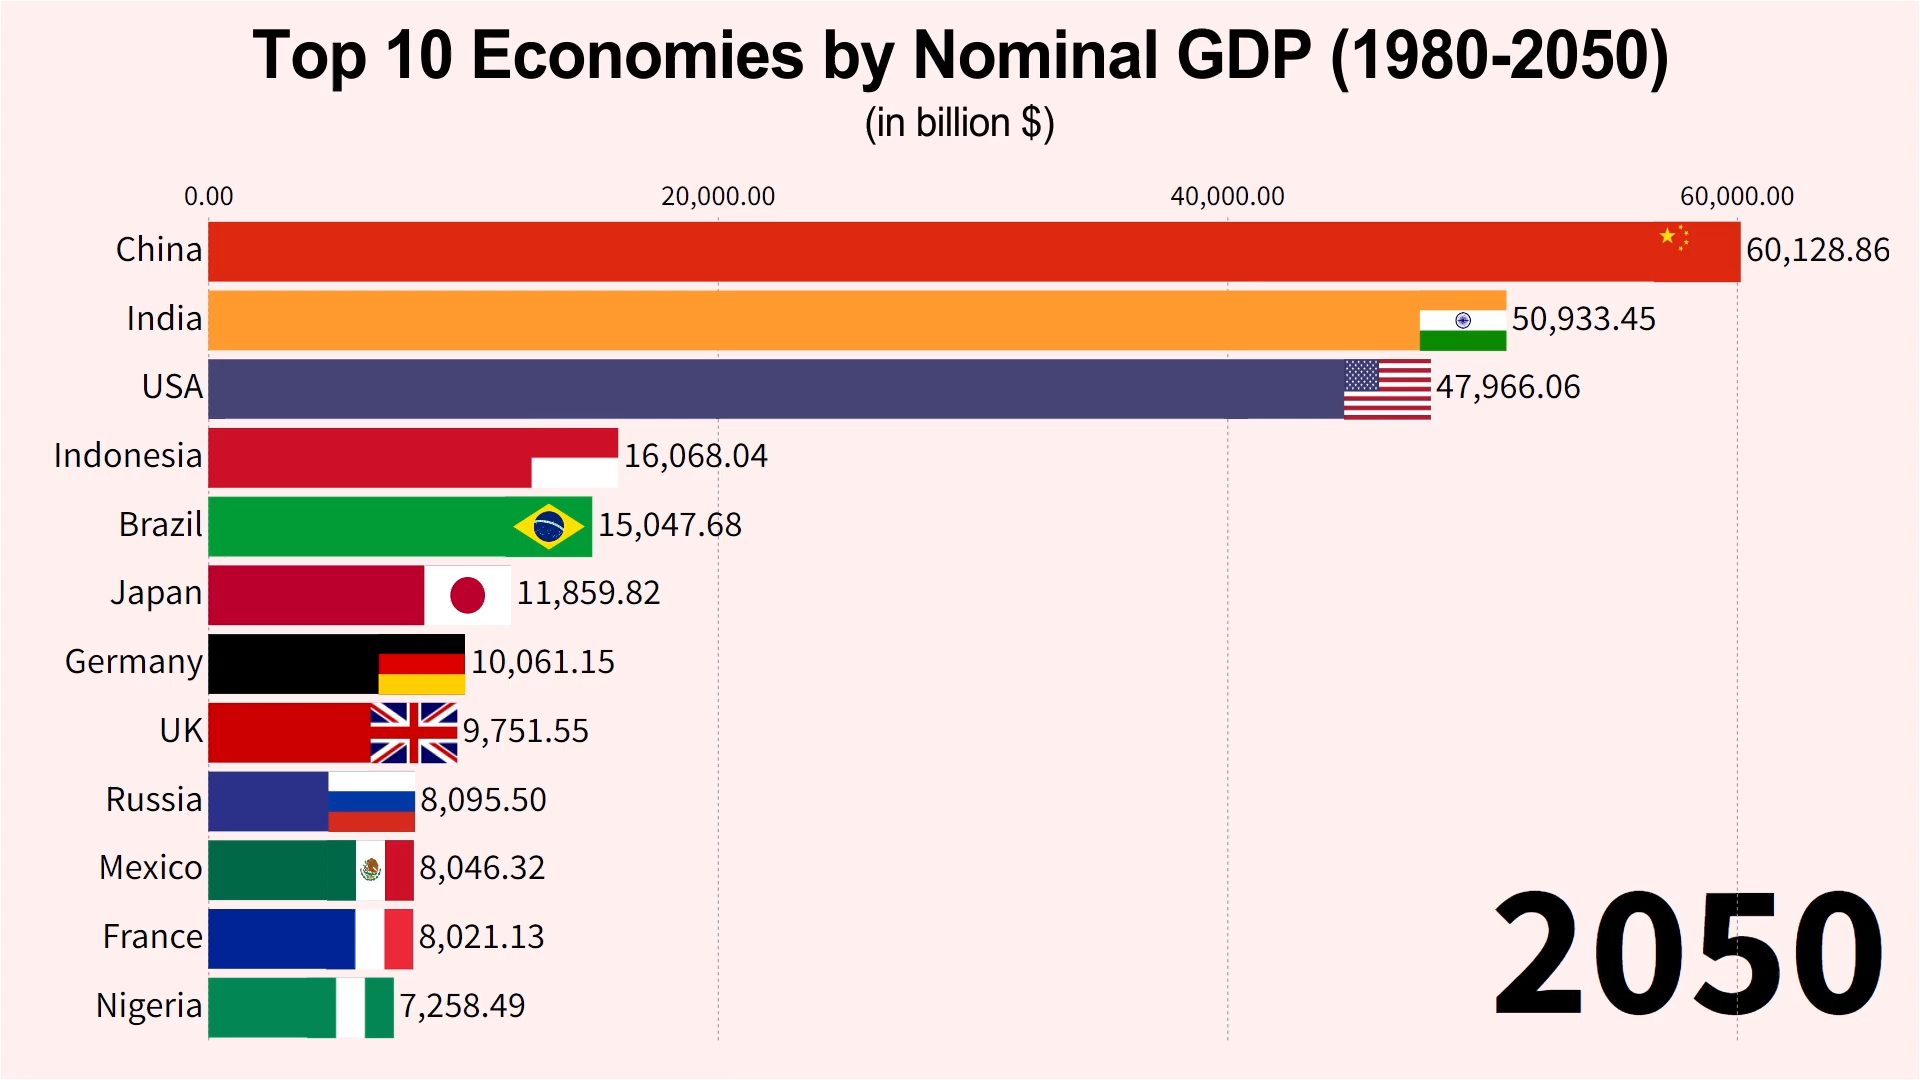 Top 10 Economies by Nominal GDP (1980-2050)
(in billion $)
0.00 20,000.00 40,000.00 60,000.00
China 60,128.86
India 50,933.45
USA 47,966.06
Indonesia 16,068.04
Brazil 15,047.68
Japan 11,859.82
Germany 10,061.15
UK 9,751.55
Russia 8,095.50
Mexico 8,046.32
France 8,021.13
Nigeria 7,258.49
2050